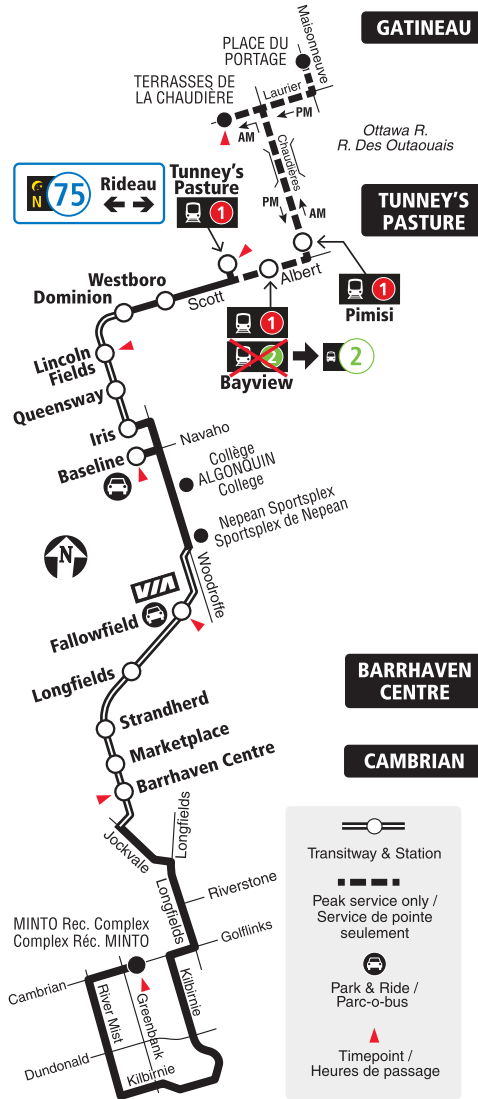 GATINEAU
PLACE DU
PORTAGE
Maisonneuve
TERRASSES DE
LA CHAUDIÈRE
Laurier
PM
AM
Ottawa R.
R. Des Outaouais
Chaudières
N
75
Rideau
Tunney's
Pasture
1
TUNNEY'S
PASTURE
PM
AM
Westboro
Dominion
Scott
Albert
1
Pimisi
1
2
Bayview
2
Lincoln
Fields
Queensway
Iris
Navaho
Baseline
Collège
ALGONQUIN
College
Nepean Sportsplex
Sportsplex de Nepean
N
Woodroffe
VIA
Fallowfield
Longfields
BARRHAVEN
CENTRE
Strandherd
Marketplace
CAMBRIAN
Barrhaven Centre
Jockvale
Longfields
Longfields
Riverstone
MINTO Rec. Complex
Complex Réc. MINTO
Golflinks
Cambrian
River Mist
Greenbank
Kilbirnie
Dundonald
Kilbirnie
Transitway & Station
Peak service only /
Service de pointe
seulement
Park & Ride /
Parc-o-bus
Timepoint /
Heures de passage